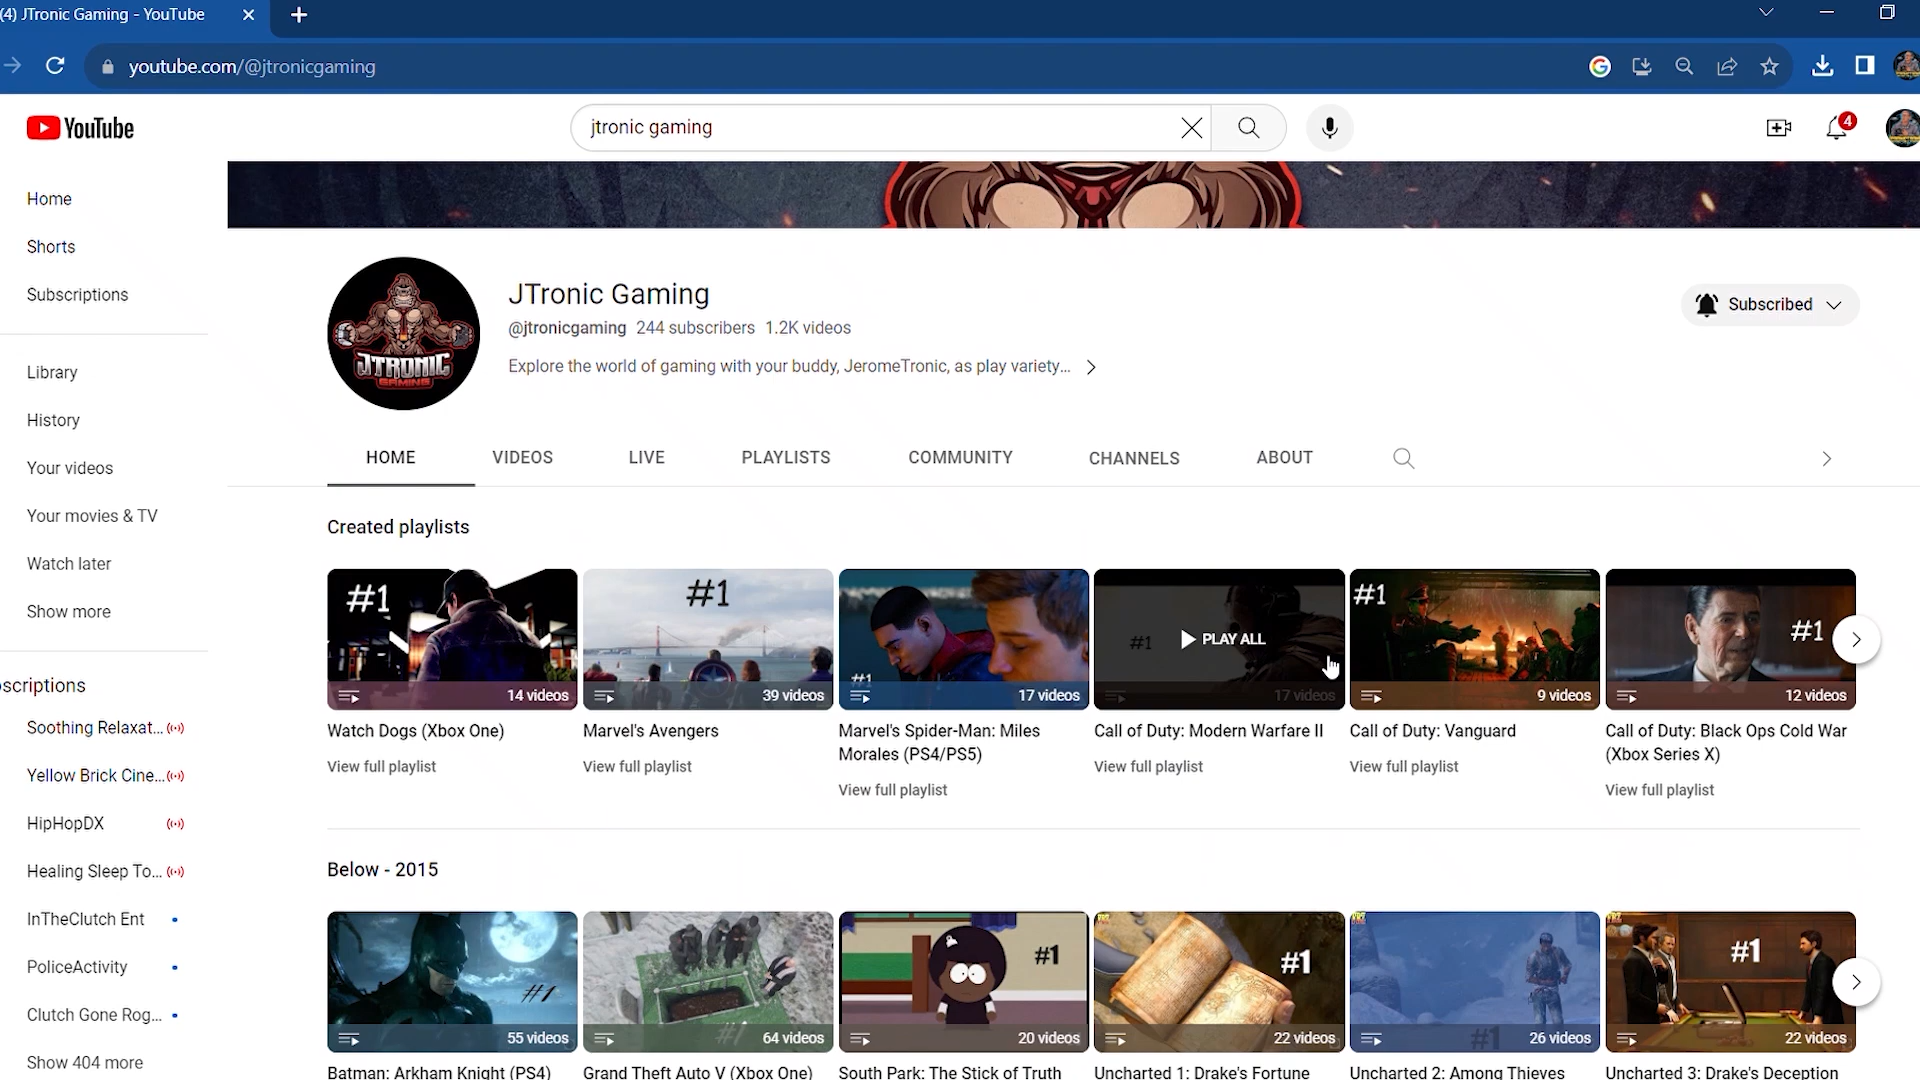 (4) JTronic Gaming - YouTube
youtube.com/@jtronicgaming
YouTube
jtronic gaming
4
Home
Shorts
Subscriptions
Library
History
Your videos
Your movies & TV
Watch later
Show more
scriptions
Soothing Relaxat...
Yellow Brick Cine...
HipHopDX
Healing Sleep To...
InTheClutch Ent
PoliceActivity
Clutch Gone Rog...
Show 404 more
JTRONIC
GAMING
JTronic Gaming
@jtronicgaming 244 subscribers 1.2K videos
Explore the world of gaming with your buddy, JeromeTronic, as play variety...
Subscribed
HOME VIDEOS LIVE PLAYLISTS COMMUNITY CHANNELS ABOUT
Created playlists
#1
14 videos
Watch Dogs (Xbox One)
View full playlist
#1
39 videos
Marvel's Avengers
View full playlist
#1
17 videos
Marvel's Spider-Man: Miles
Morales (PS4/PS5)
View full playlist
#1
PLAY ALL
17 videos
Call of Duty: Modern Warfare II
View full playlist
#1
9 videos
Call of Duty: Vanguard
View full playlist
#1
12 videos
Call of Duty: Black Ops Cold War
(Xbox Series X)
View full playlist
Below - 2015
#1
55 videos
Batman: Arkham Knight (PS4)
#1
64 videos
Grand Theft Auto V (Xbox One)
#1
20 videos
South Park: The Stick of Truth
#1
22 videos
Uncharted 1: Drake's Fortune
#1
26 videos
Uncharted 2: Among Thieves
#1
22 videos
Uncharted 3: Drake's Deception